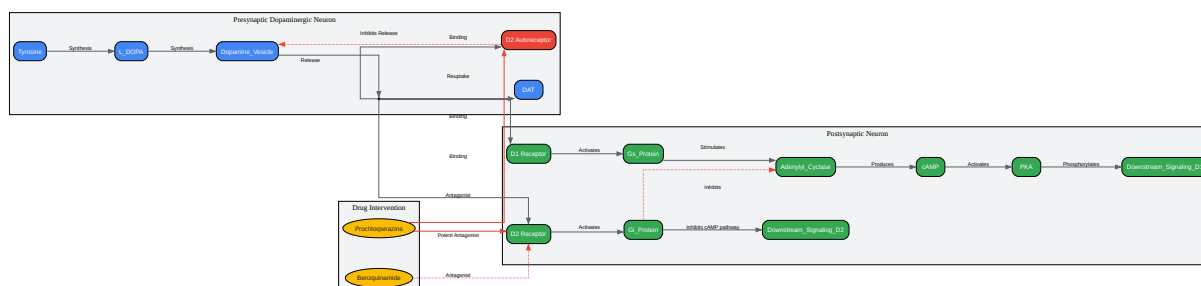 Presynaptic Dopaminergic Neuron
Inhibits Release
Binding
D2 Autoreceptor
Tyrosine
Synthesis
L_DOPA
Synthesis
Dopamine_Vesicle
Release
Reuptake
DAT
Binding
Postsynaptic Neuron
Binding
D1 Receptor
Activates
Gs_Protein
Stimulates
Adenylyl_Cyclase
Produces
cAMP
Activates
PKA
Phosphorylates
Downstream_Signaling_D1
Inhibits
Antagonist
Drug Intervention
Prochlorperazine
Potent Antagonist
D2 Receptor
Activates
Gi_Protein
Inhibits cAMP pathway
Downstream_Signaling_D2
Benzquinamide
Antagonist